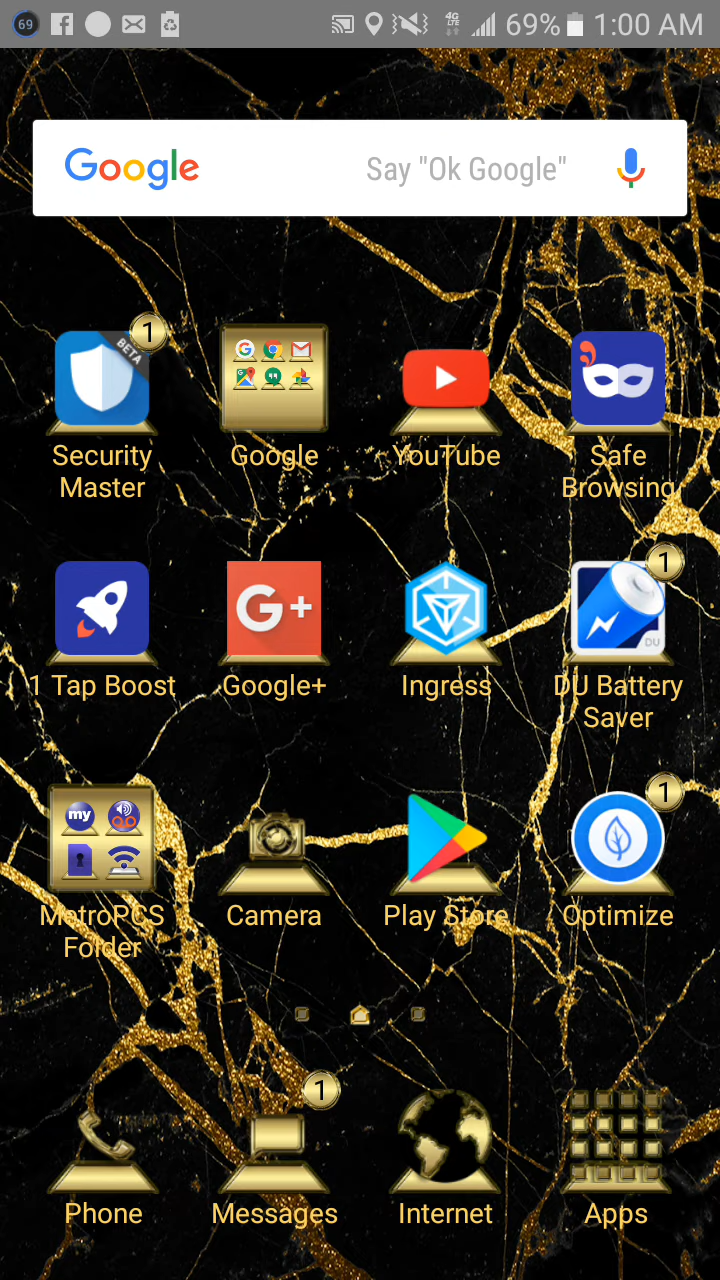 69 4G LTE 69% 1:00 AM
Google Say "Ok Google"
1
BETA
Security Master
Google
YouTube
Safe Browsing
1
DU
1 Tap Boost
G+
Google+
Ingress
DU Battery Saver
my
1
MetroPCS Folder
Camera
Play Store
Optimize
1
Phone
Messages
Internet
Apps